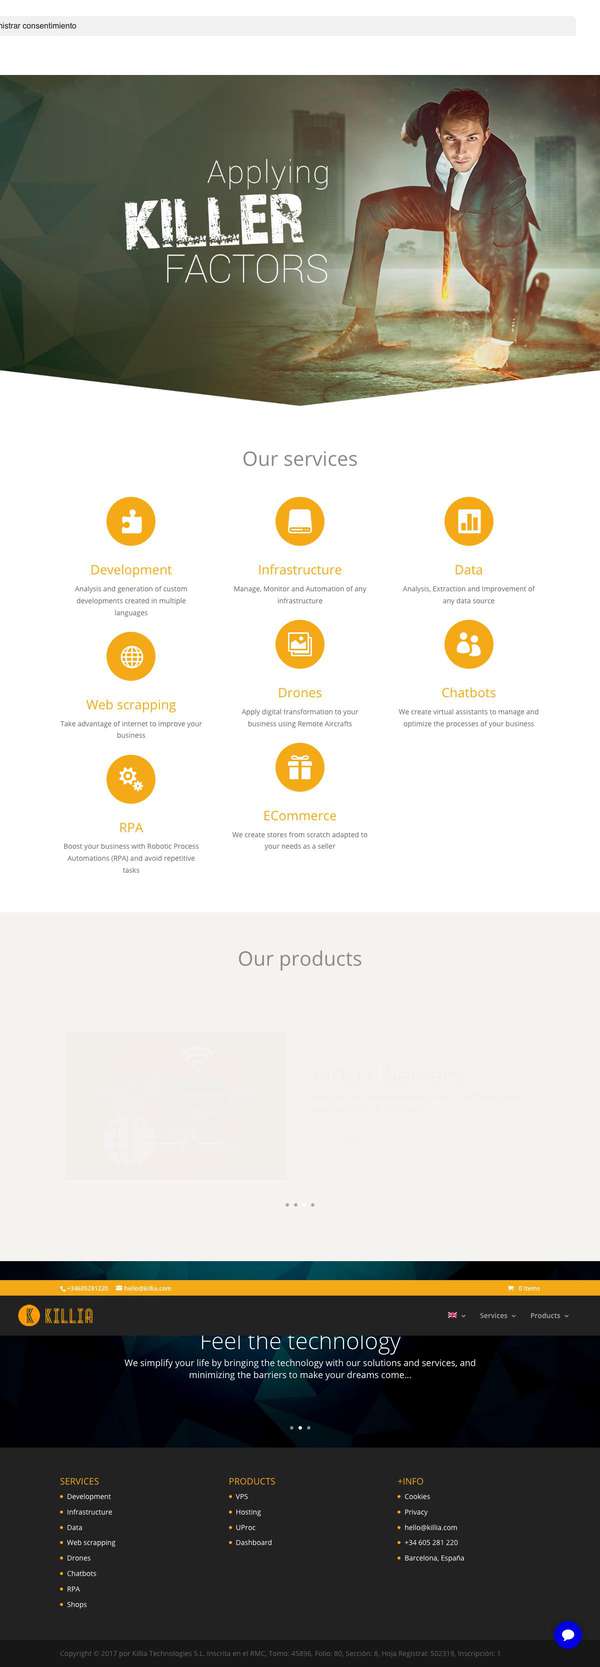 nistrar consentimiento
Applying
KILLER
FACTORS
Our services
Development
Analysis and generation of custom
developments created in multiple
languages
Infrastructure
Manage, Monitor and Automation of any
infrastructure
Data
Analysis, Extraction and Improvement of
any data source
Web scrapping
Take advantage of internet to improve your
business
Drones
Apply digital transformation to your
business using Remote Aircrafts
Chatbots
We create virtual assistants to manage and
optimize the processes of your business
RPA
Boost your business with Robotic Process
Automations (RPA) and avoid repetitive
tasks
ECommerce
We create stores from scratch adapted to
your needs as a seller
Our products
+34605281220 hello@killia.com 0 Items
KILLIA Services Products
Feel the technology
We simplify your life by bringing the technology with our solutions and services, and
minimizing the barriers to make your dreams come...
SERVICES
Development
Infrastructure
Data
Web scrapping
Drones
Chatbots
RPA
Shops
PRODUCTS
VPS
Hosting
UProc
Dashboard
+INFO
Cookies
Privacy
hello@killia.com
+34 605 281 220
Barcelona, España
Copyright © 2017 por Killia Technologies S.L. Inscrita en el RMC, Tomo: 45896, Folio: 80, Sección: 8, Hoja Registral: 502319, Inscripción: 1